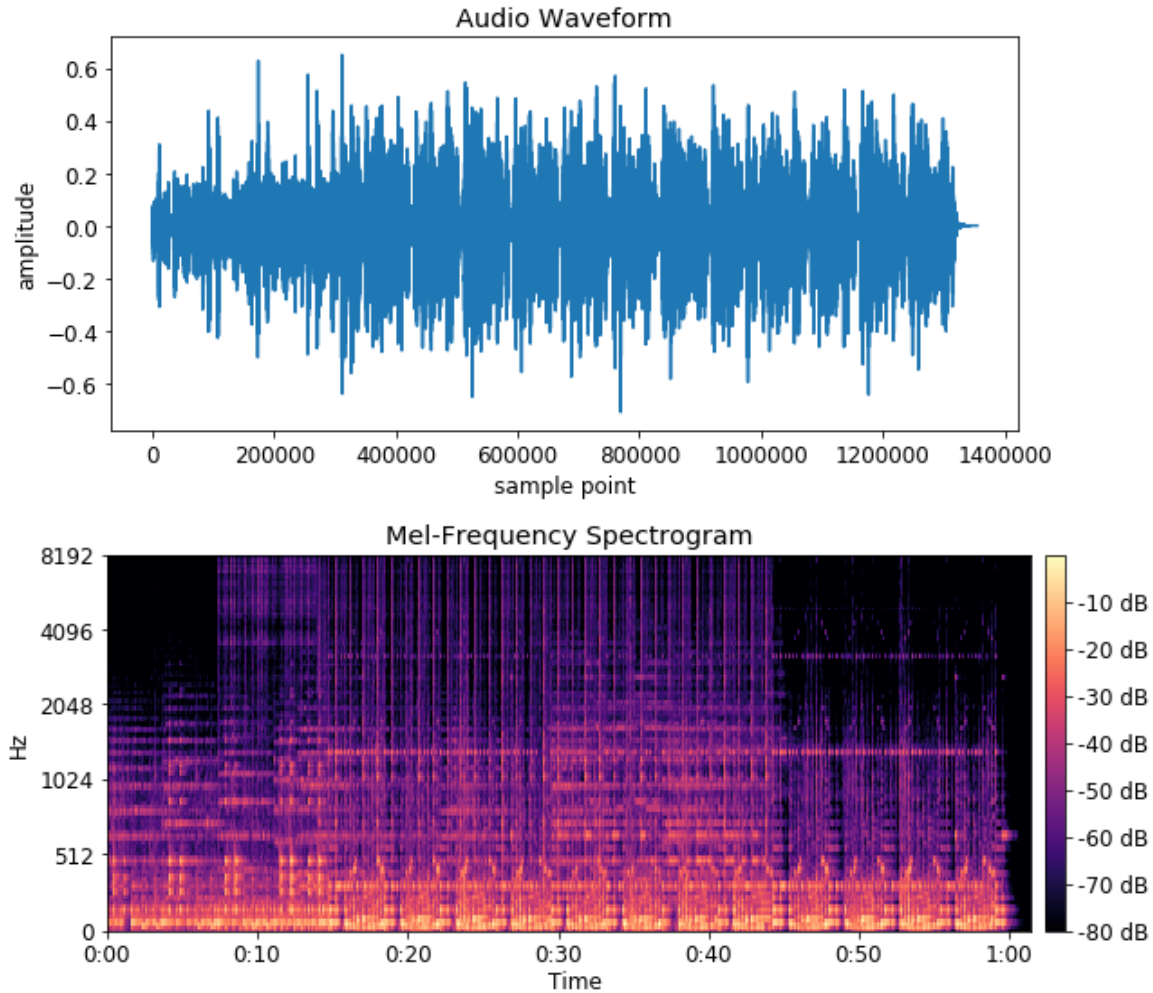 Audio Waveform
0.6
0.4
0.2
0.0
−0.2
−0.4
−0.6
amplitude
0 200000 400000 600000 800000 1000000 1200000 1400000
sample point
Mel-Frequency Spectrogram
8192
4096
2048
1024
512
0
Hz
0:00 0:10 0:20 0:30 0:40 0:50 1:00
Time
-10 dB
-20 dB
-30 dB
-40 dB
-50 dB
-60 dB
-70 dB
-80 dB